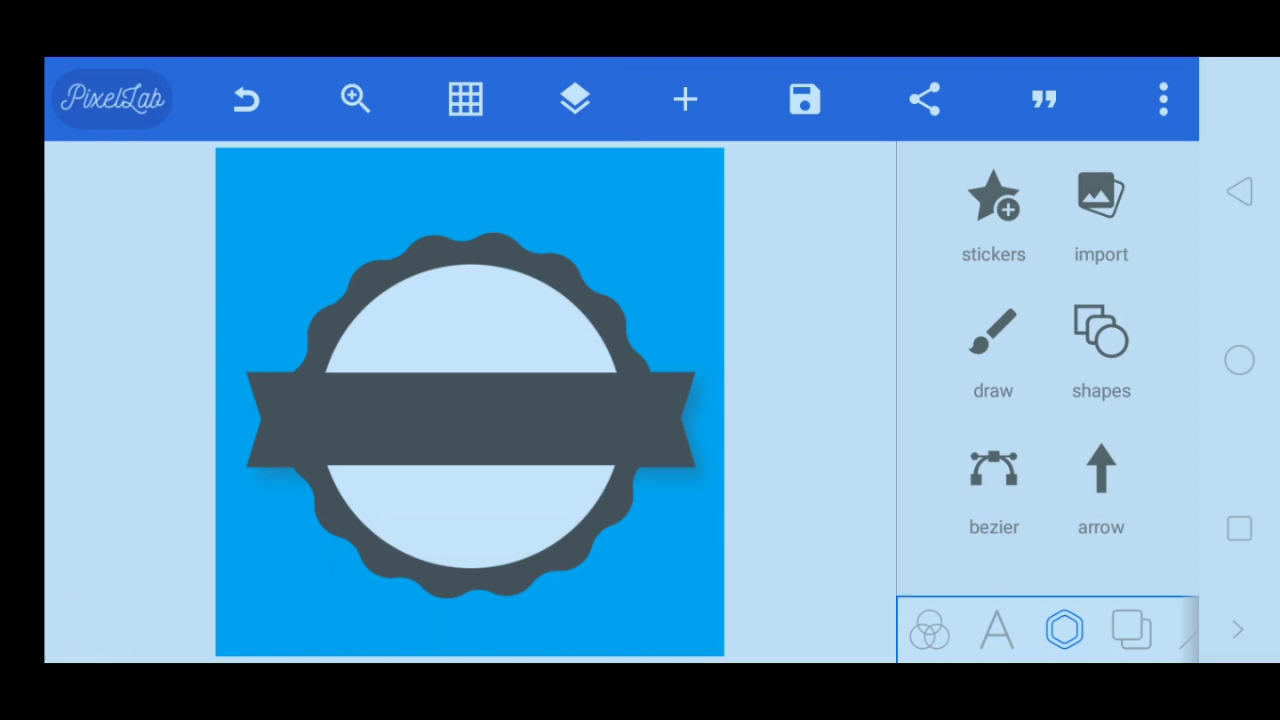 PixelLab
stickers
import
draw
shapes
bezier
arrow